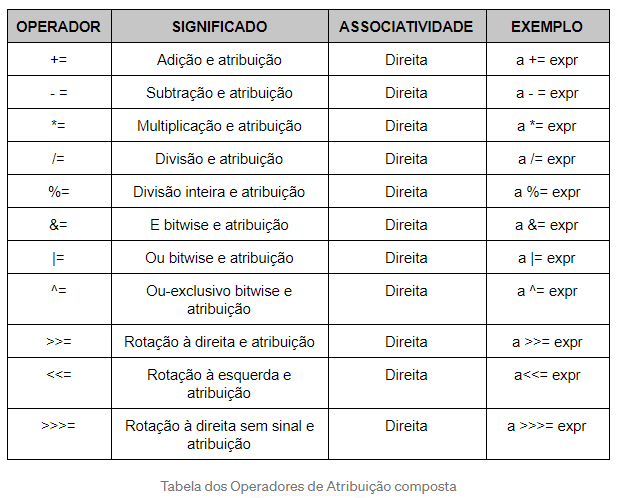 OPERADOR SIGNIFICADO ASSOCIATIVIDADE EXEMPLO
+= Adição e atribuição Direita a += expr
- = Subtração e atribuição Direita a - = expr
*= Multiplicação e atribuição Direita a *= expr
/= Divisão e atribuição Direita a /= expr
%= Divisão inteira e atribuição Direita a %= expr
&= E bitwise e atribuição Direita a &= expr
|= Ou bitwise e atribuição Direita a |= expr
^= Ou-exclusivo bitwise e Direita a ^= expr
atribuição
>>= Rotação à direita e atribuição Direita a >>= expr
<<= Rotação à esquerda e Direita a<<= expr
atribuição
>>>= Rotação à direita sem sinal e Direita a >>>= expr
atribuição
Tabela dos Operadores de Atribuição composta